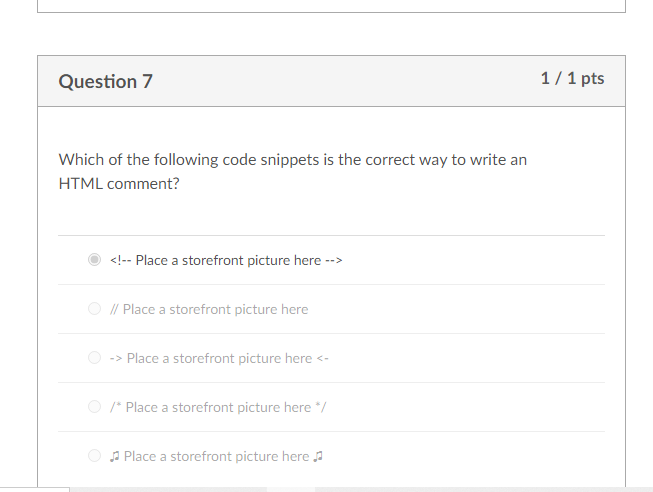 Question 7
1 / 1 pts
Which of the following code snippets is the correct way to write an
HTML comment?
<!-- Place a storefront picture here -->
// Place a storefront picture here
-> Place a storefront picture here <-
/* Place a storefront picture here */
♫ Place a storefront picture here ♫